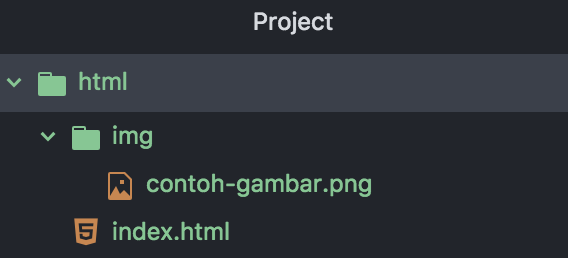 Project
html
img
contoh-gambar.png
index.html